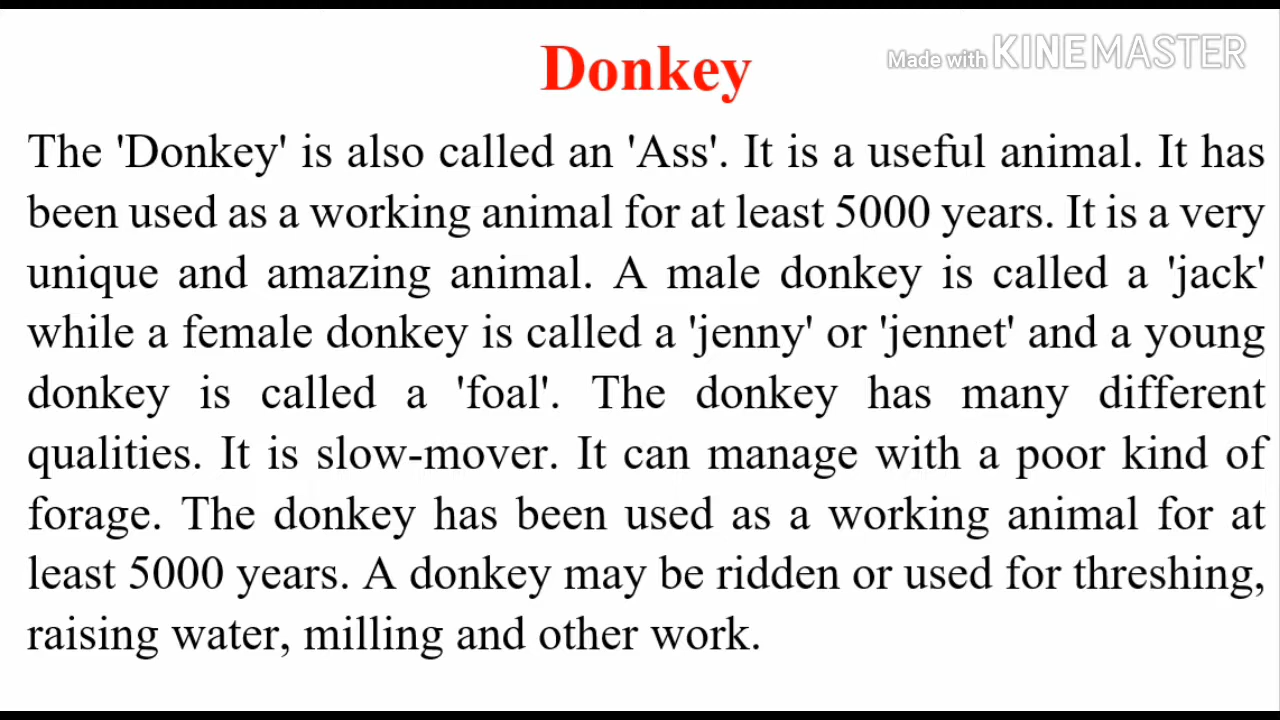 Donkey
Made with KINEMASTER
The 'Donkey' is also called an 'Ass'. It is a useful animal. It has
been used as a working animal for at least 5000 years. It is a very
unique and amazing animal. A male donkey is called a 'jack'
while a female donkey is called a 'jenny' or 'jennet' and a young
donkey is called a 'foal'. The donkey has many different
qualities. It is slow-mover. It can manage with a poor kind of
forage. The donkey has been used as a working animal for at
least 5000 years. A donkey may be ridden or used for threshing,
raising water, milling and other work.